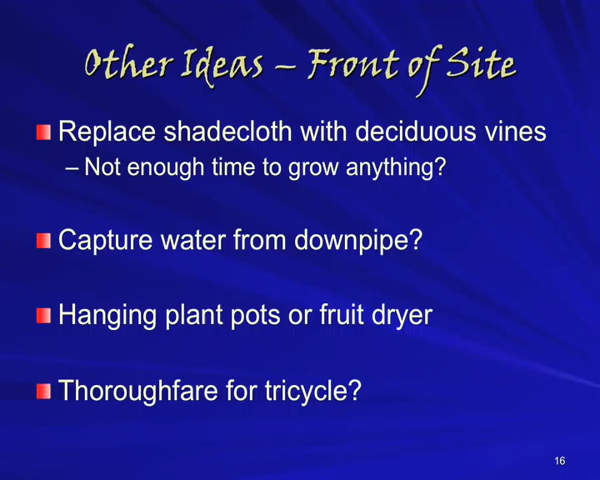 Other Ideas – Front of Site
Replace shadecloth with deciduous vines
– Not enough time to grow anything?
Capture water from downpipe?
Hanging plant pots or fruit dryer
Thoroughfare for tricycle?
16